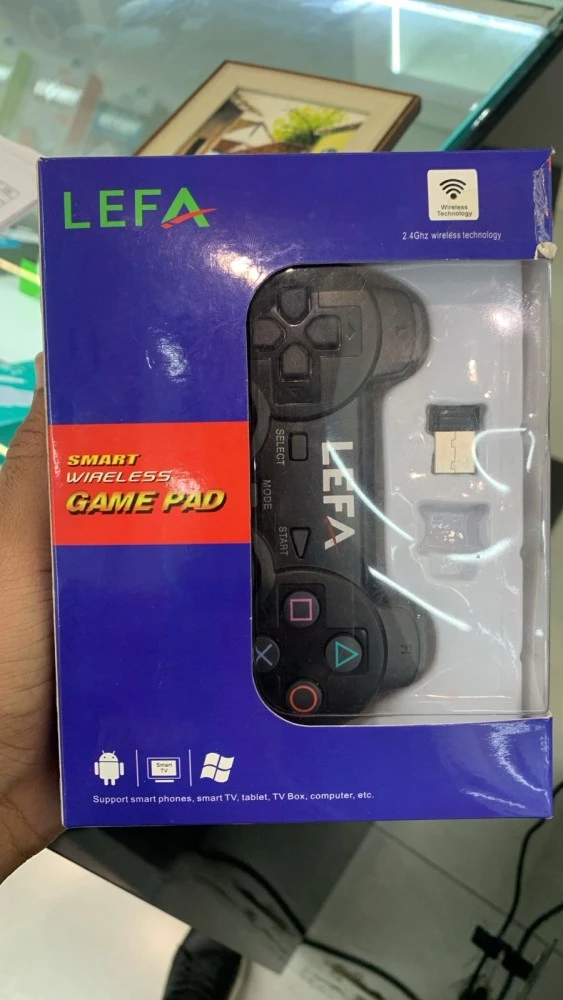 LEFA
Wireless
Technology
2.4Ghz wireless technology
SMART
WIRELESS
GAME PAD
SELECT
MODE
START
LEFA
L
R
Smart
TV
Support smart phones, smart TV, tablet, TV Box, computer, etc.